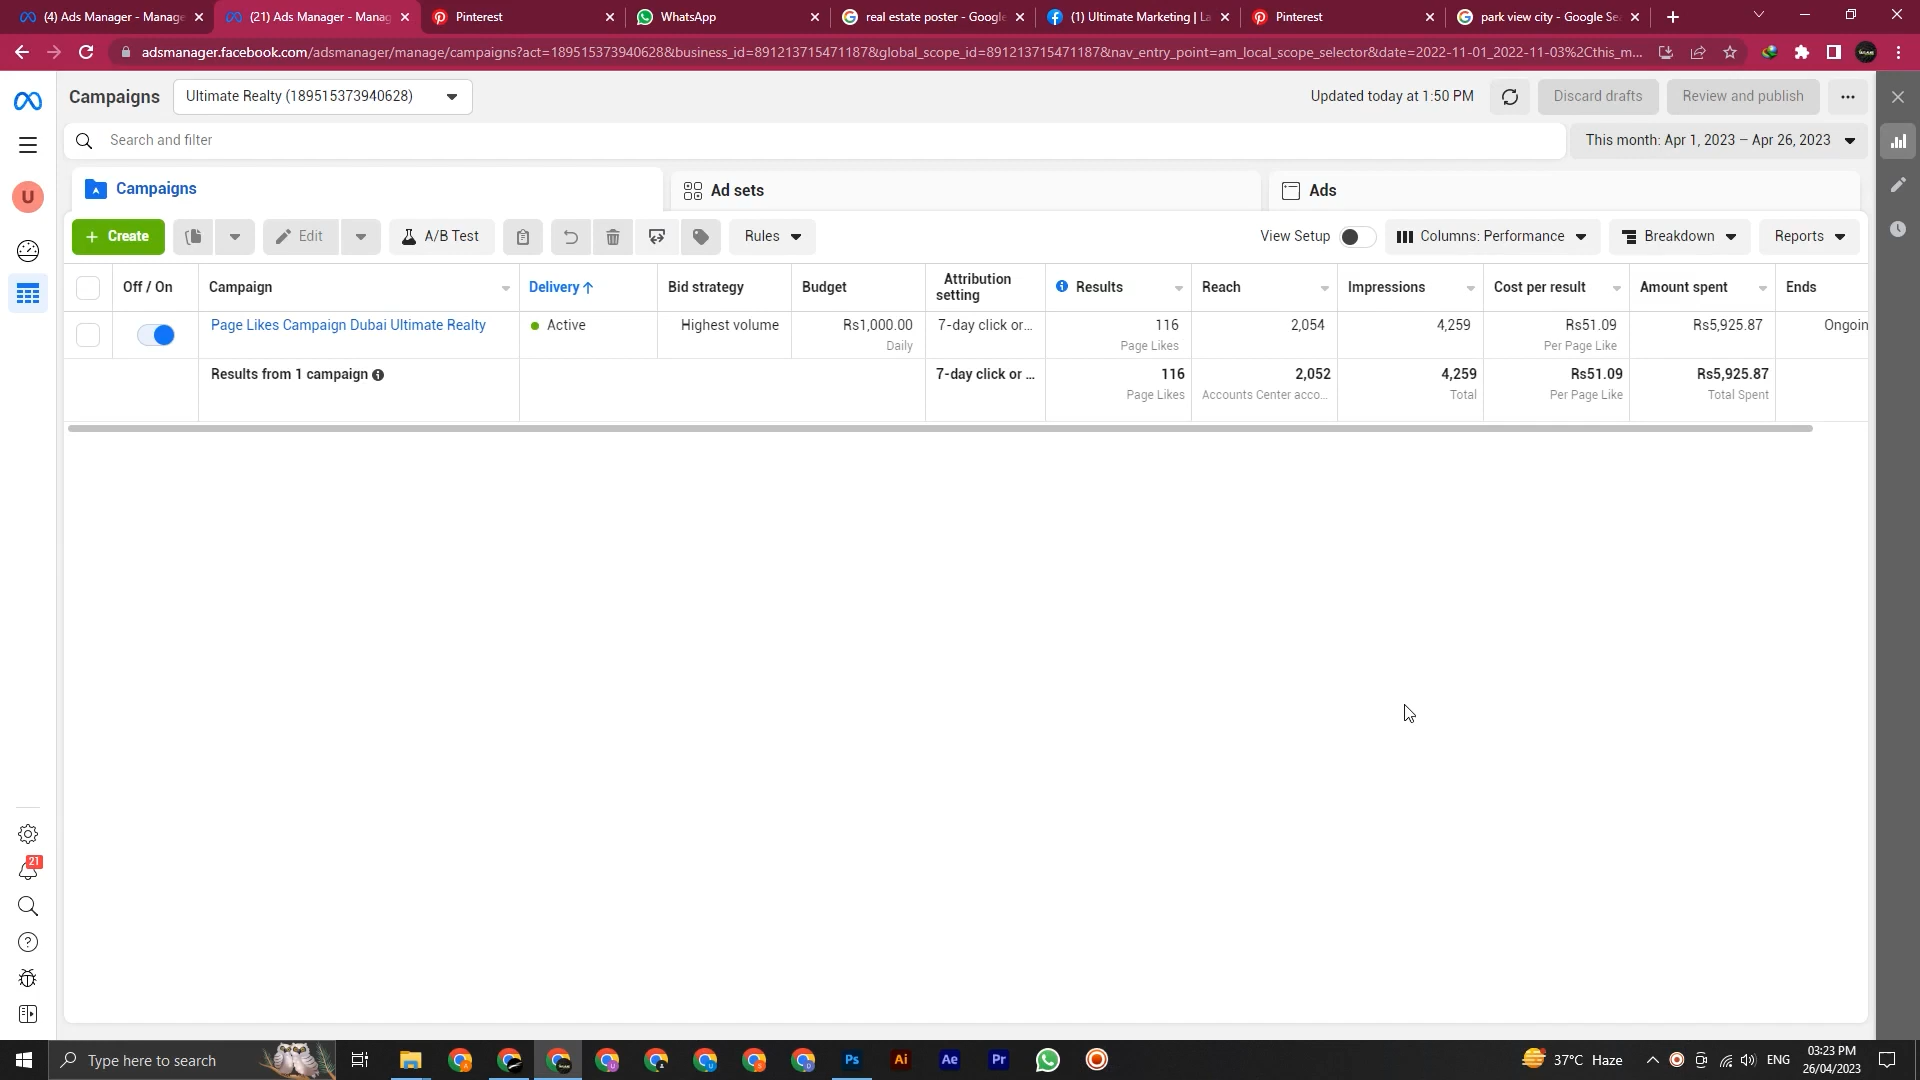 (4) Ads Manager - Manage
(21) Ads Manager - Manag
Pinterest
WhatsApp
real estate poster - Google
(1) Ultimate Marketing | La
Pinterest
park view city - Google Se
adsmanager.facebook.com/adsmanager/manage/campaigns?act=189515373940628&business_id=891213715471187&global_scope_id=891213715471187&nav_entry_point=am_local_scope_selector&date=2022-11-01_2022-11-03%2Cthis_m...
Campaigns
Ultimate Realty (189515373940628)
Updated today at 1:50 PM
Discard drafts
Review and publish
Search and filter
This month: Apr 1, 2023 – Apr 26, 2023
U
Campaigns
Ad sets
Ads
+ Create
Edit
A/B Test
Rules
View Setup
Columns: Performance
Breakdown
Reports
Off / On
Campaign
Delivery ↑
Bid strategy
Budget
Attribution
setting
Results
Reach
Impressions
Cost per result
Amount spent
Ends
Page Likes Campaign Dubai Ultimate Realty
Active
Highest volume
Rs1,000.00
Daily
7-day click or...
116
Page Likes
2,054
4,259
Rs51.09
Per Page Like
Rs5,925.87
Ongoin
Results from 1 campaign
7-day click or ...
116
Page Likes
2,052
Accounts Center acco...
4,259
Total
Rs51.09
Per Page Like
Rs5,925.87
Total Spent
21
Type here to search
Ps
Ai
Ae
Pr
37°C Haze
ENG
03:23 PM
26/04/2023